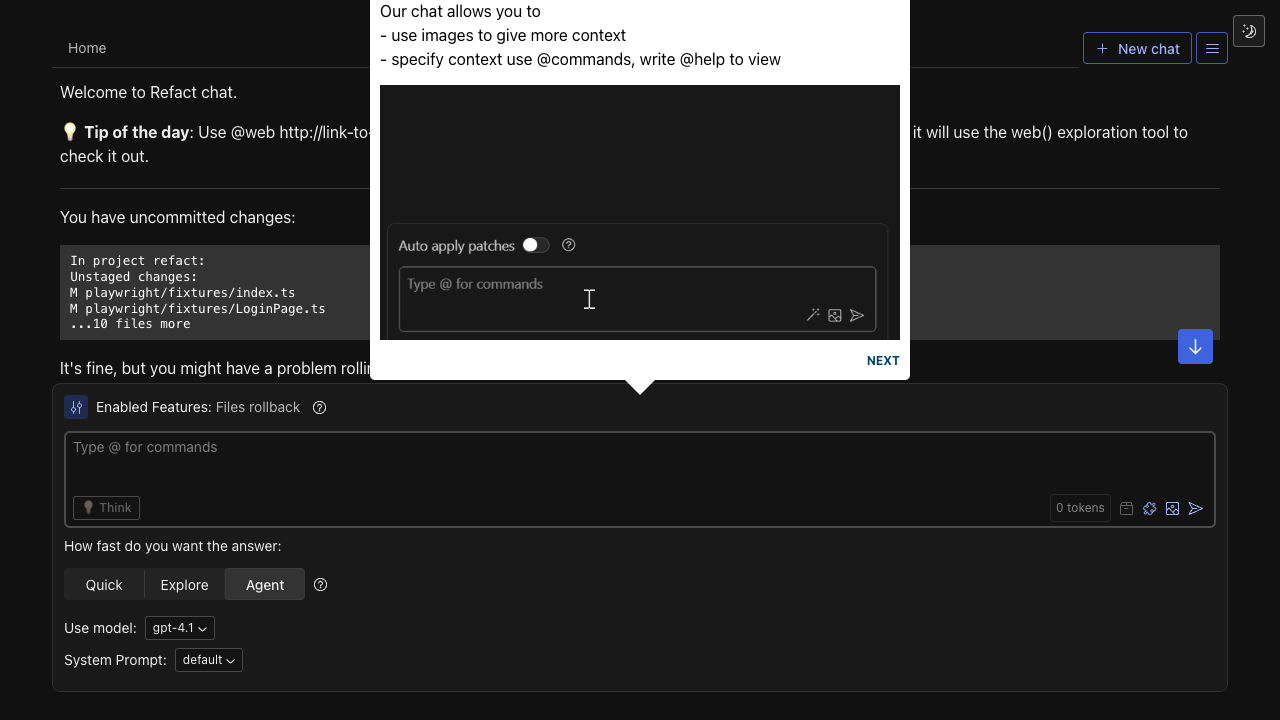 Our chat allows you to
- use images to give more context
- specify context use @commands, write @help to view
Home
New chat
Welcome to Refact chat.
Tip of the day: Use @web http://link-to- it will use the web() exploration tool to
check it out.
You have uncommitted changes:
In project refact:
Unstaged changes:
M playwright/fixtures/index.ts
M playwright/fixtures/LoginPage.ts
...10 files more
Auto apply patches
Type @ for commands
NEXT
It's fine, but you might have a problem rollin
Enabled Features: Files rollback
Type @ for commands
Think
0 tokens
How fast do you want the answer:
Quick Explore Agent
Use model: gpt-4.1
System Prompt: default